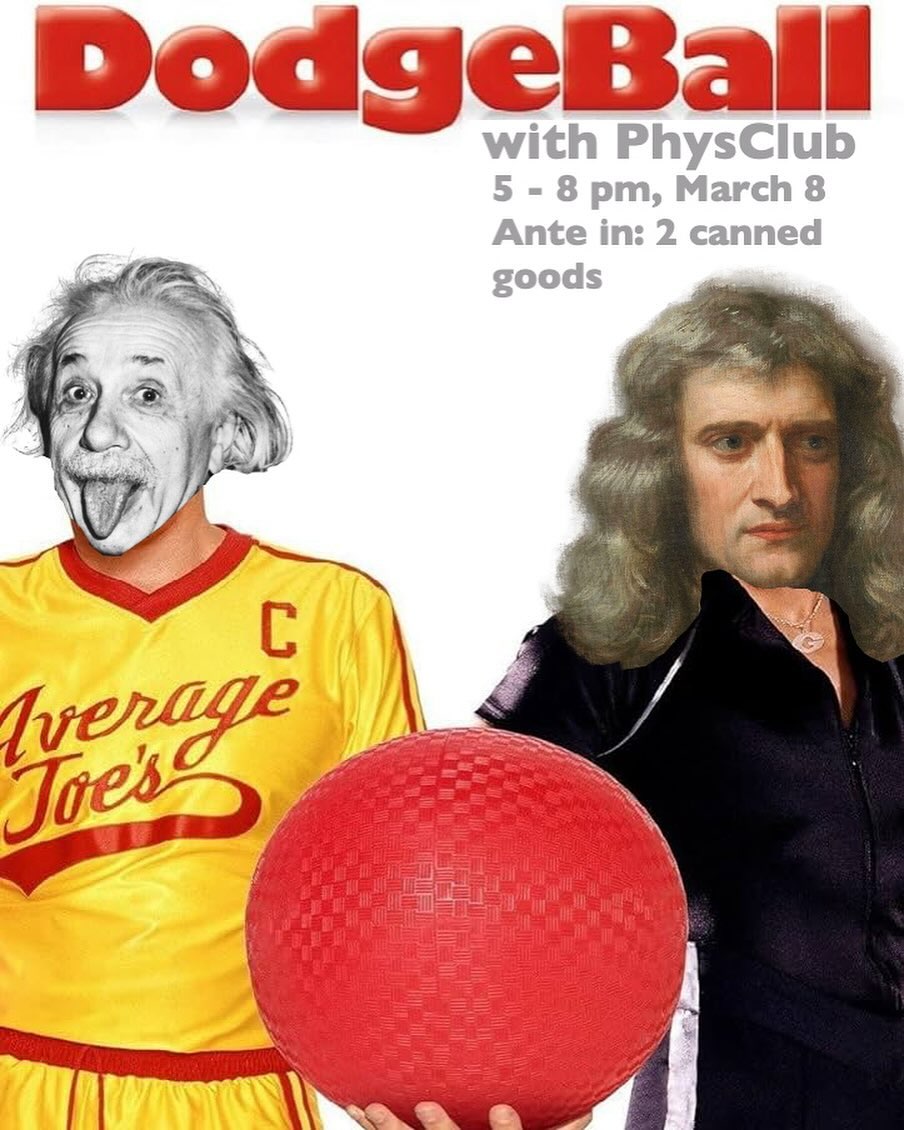 DodgeBall
with PhysClub
5 - 8 pm, March 8
Ante in: 2 canned
goods
C
Average
Joe's
G